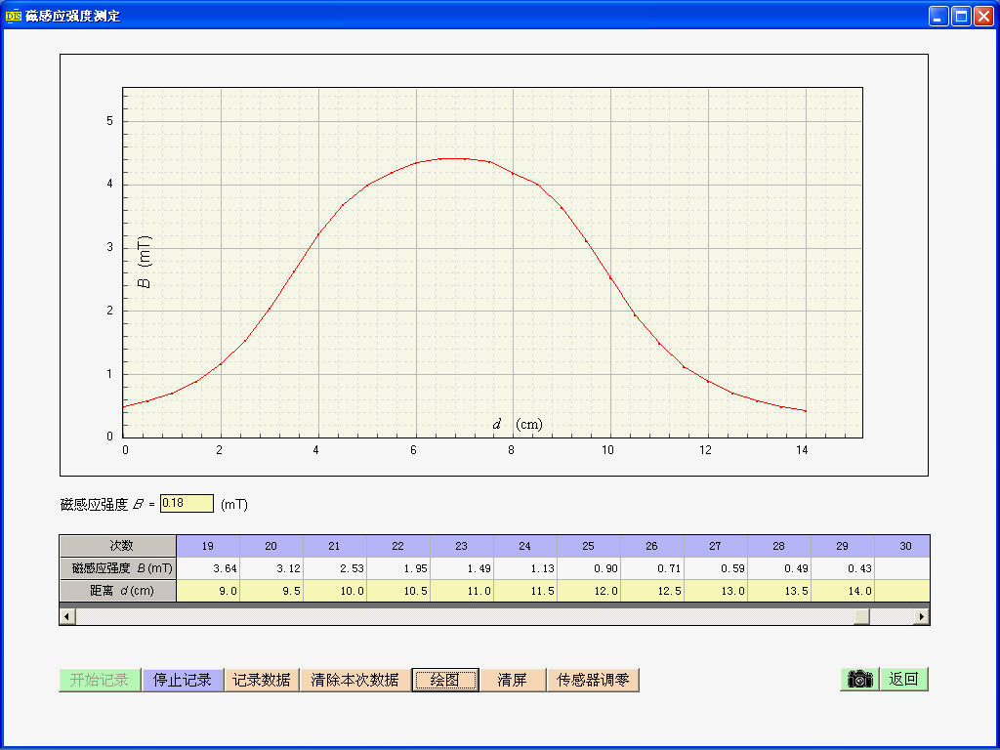 DIS 磁感应强度测定
5
4
3
2
1
0
B (mT)
d (cm)
0 2 4 6 8 10 12 14
磁感应强度 B = 0.18 (mT)
次数 19 20 21 22 23 24 25 26 27 28 29 30
磁感应强度 B (mT) 3.64 3.12 2.53 1.95 1.49 1.13 0.90 0.71 0.59 0.49 0.43
距离 d (cm) 9.0 9.5 10.0 10.5 11.0 11.5 12.0 12.5 13.0 13.5 14.0
开始记录 停止记录 记录数据 清除本次数据 绘图 清屏 传感器调零 返回